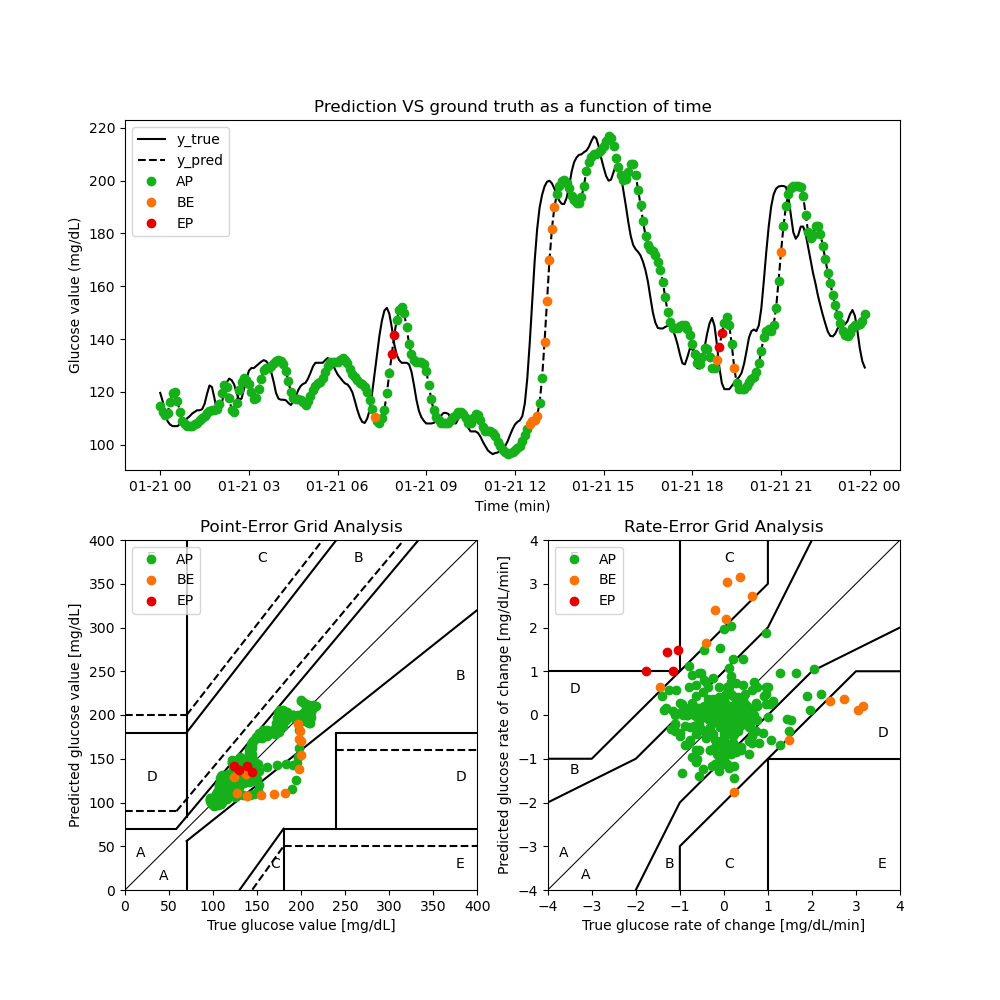 Prediction VS ground truth as a function of time
220
200
180
160
140
120
100
Glucose value (mg/dL)
y_true
y_pred
AP
BE
EP
01-21 00 01-21 03 01-21 06 01-21 09 01-21 12 01-21 15 01-21 18 01-21 21 01-22 00
Time (min)
Point-Error Grid Analysis
400
350
300
250
200
150
100
50
0
Predicted glucose value [mg/dL]
AP
BE
EP
C B
B
D D
A
A C E
0 50 100 150 200 250 300 350 400
True glucose value [mg/dL]
Rate-Error Grid Analysis
4
3
2
1
0
−1
−2
−3
−4
Predicted glucose rate of change [mg/dL/min]
AP
BE
EP
C
D
D
B
A
A B C E
−4 −3 −2 −1 0 1 2 3 4
True glucose rate of change [mg/dL/min]